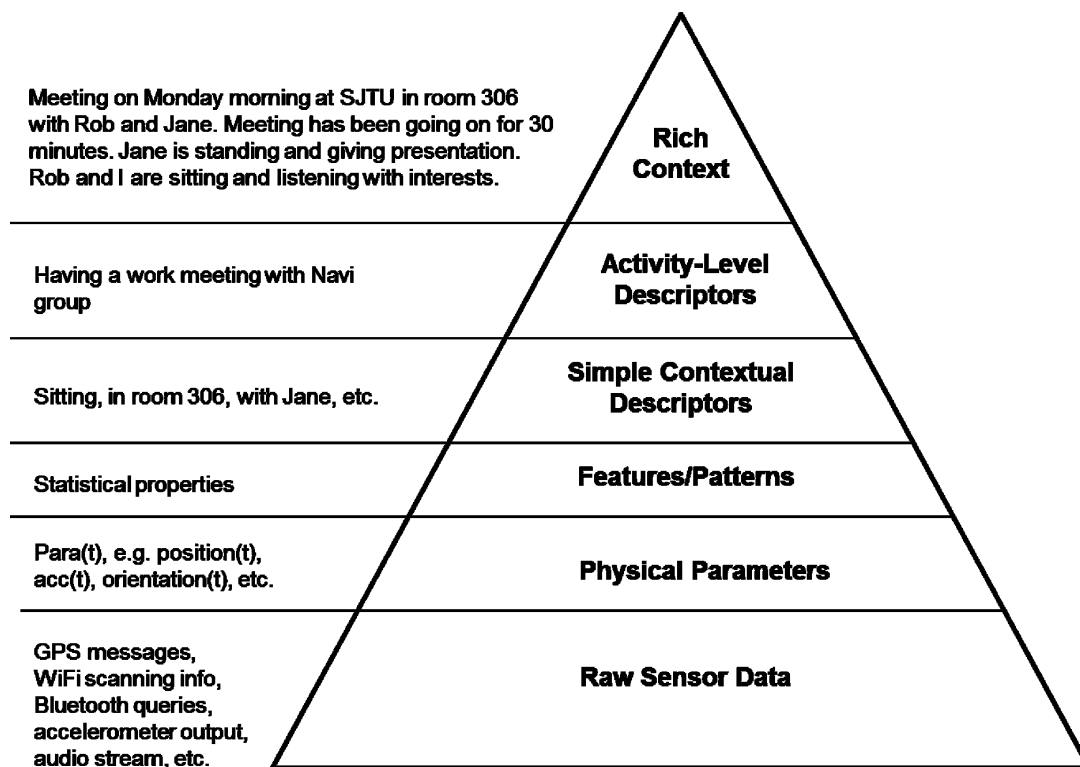 Meeting on Monday morning at SJTU in room 306
with Rob and Jane. Meeting has been going on for 30
minutes. Jane is standing and giving presentation.
Rob and I are sitting and listening with interests.
Rich
Context
Having a work meeting with Navi
group
Activity-Level
Descriptors
Sitting, in room 306, with Jane, etc.
Simple Contextual
Descriptors
Statistical properties
Features/Patterns
Para(t), e.g. position(t),
acc(t), orientation(t), etc.
Physical Parameters
GPS messages,
WiFi scanning info,
Bluetooth queries,
accelerometer output,
audio stream, etc.
Raw Sensor Data